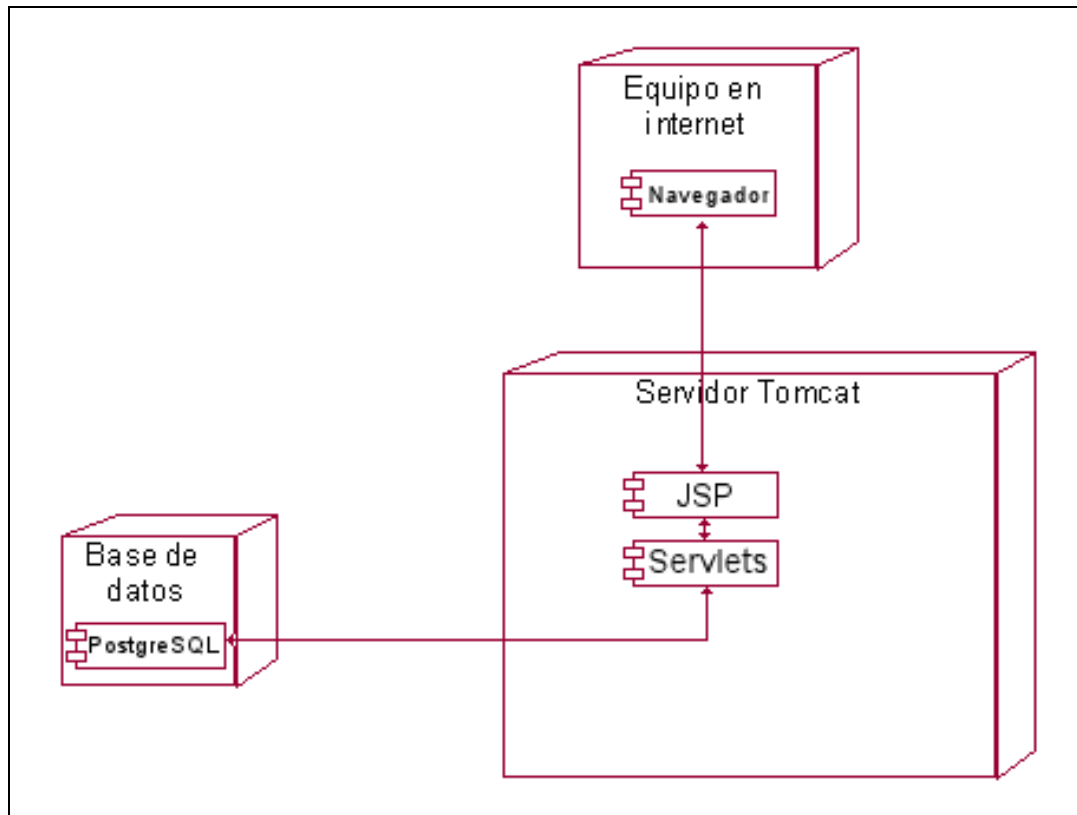 Equipo en
internet
Navegador
Servidor Tomcat
JSP
Servlets
Base de
datos
PostgreSQL